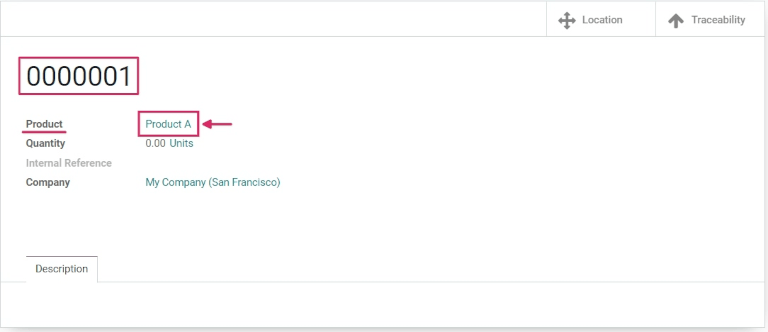 Location Traceability
0000001
Product Product A
Quantity 0.00 Units
Internal Reference
Company My Company (San Francisco)
Description